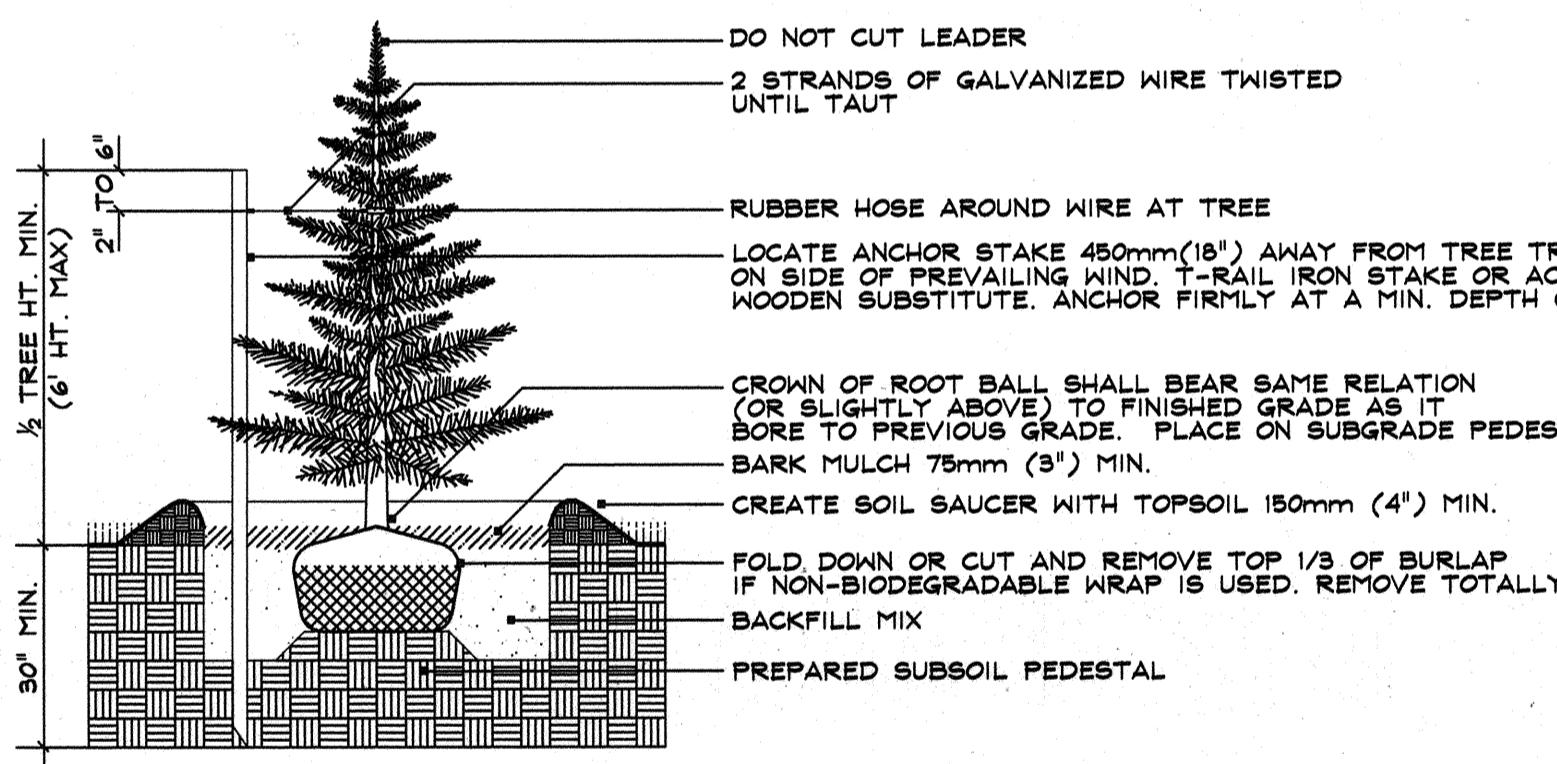 DO NOT CUT LEADER
2 STRANDS OF GALVANIZED WIRE TWISTED
UNTIL TAUT
RUBBER HOSE AROUND WIRE AT TREE
LOCATE ANCHOR STAKE 450mm(18") AWAY FROM TREE
ON SIDE OF PREVAILING WIND. T-RAIL IRON STAKE OR
WOODEN SUBSTITUTE. ANCHOR FIRMLY AT A MIN. DEPTH
CROWN OF ROOT BALL SHALL BEAR SAME RELATION
(OR SLIGHTLY ABOVE) TO FINISHED GRADE AS IT
BORE TO PREVIOUS GRADE. PLACE ON SUBGRADE
BARK MULCH 75mm (3") MIN.
CREATE SOIL SAUCER WITH TOPSOIL 150mm (4") MIN.
FOLD DOWN OR CUT AND REMOVE TOP 1/3 OF BURLAP
IF NON-BIODEGRADABLE WRAP IS USED. REMOVE TOTALLY
BACKFILL MIX
PREPARED SUBSOIL PEDESTAL
½ TREE HT. MIN.
(6' HT. MAX)
2" TO 6"
30" MIN.